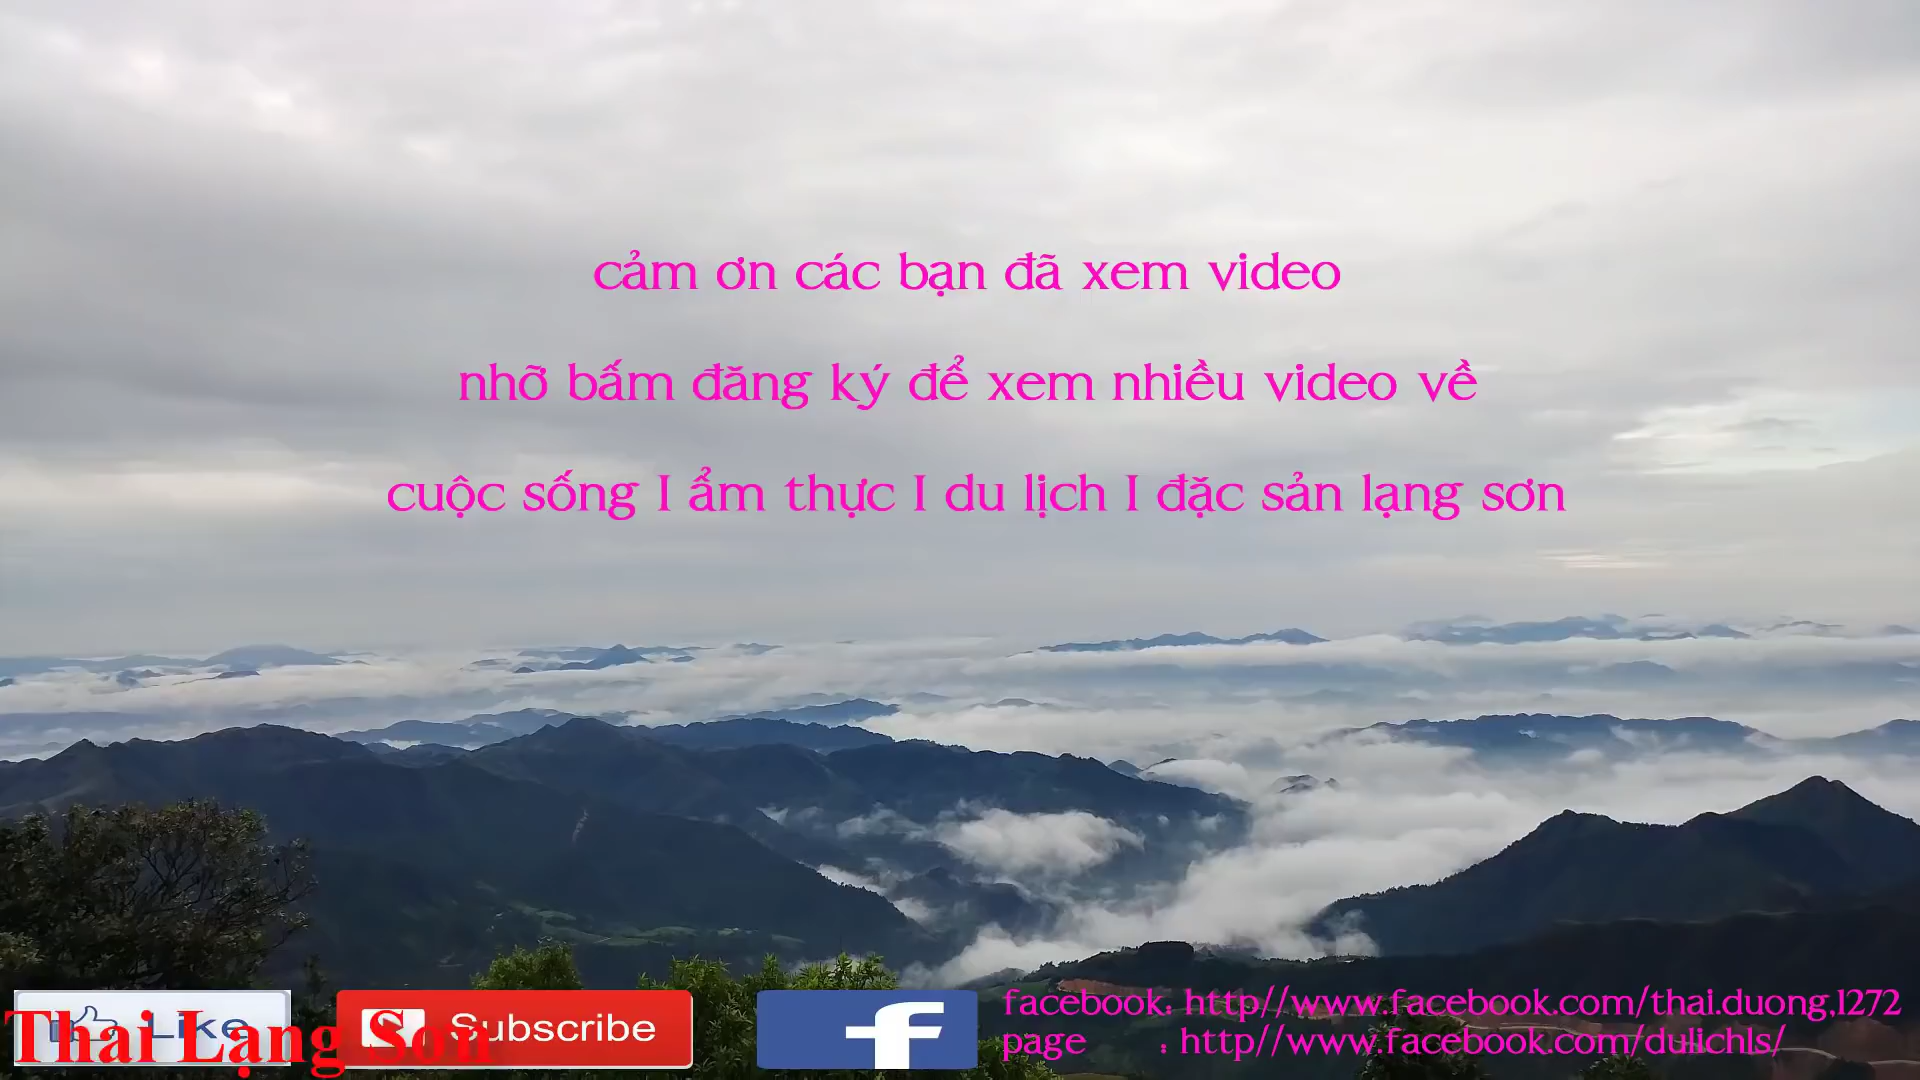 cảm ơn các bạn đã xem video
nhỡ bấm đăng ký để xem nhiều video về
cuộc sống I ẩm thực I du lịch I đặc sản lạng sơn
Like
Subscribe
f
Thai Lạng Sơn
facebook: http//www.facebook.com/thai.duong,1272
page : http//www.facebook.com/dulichls/